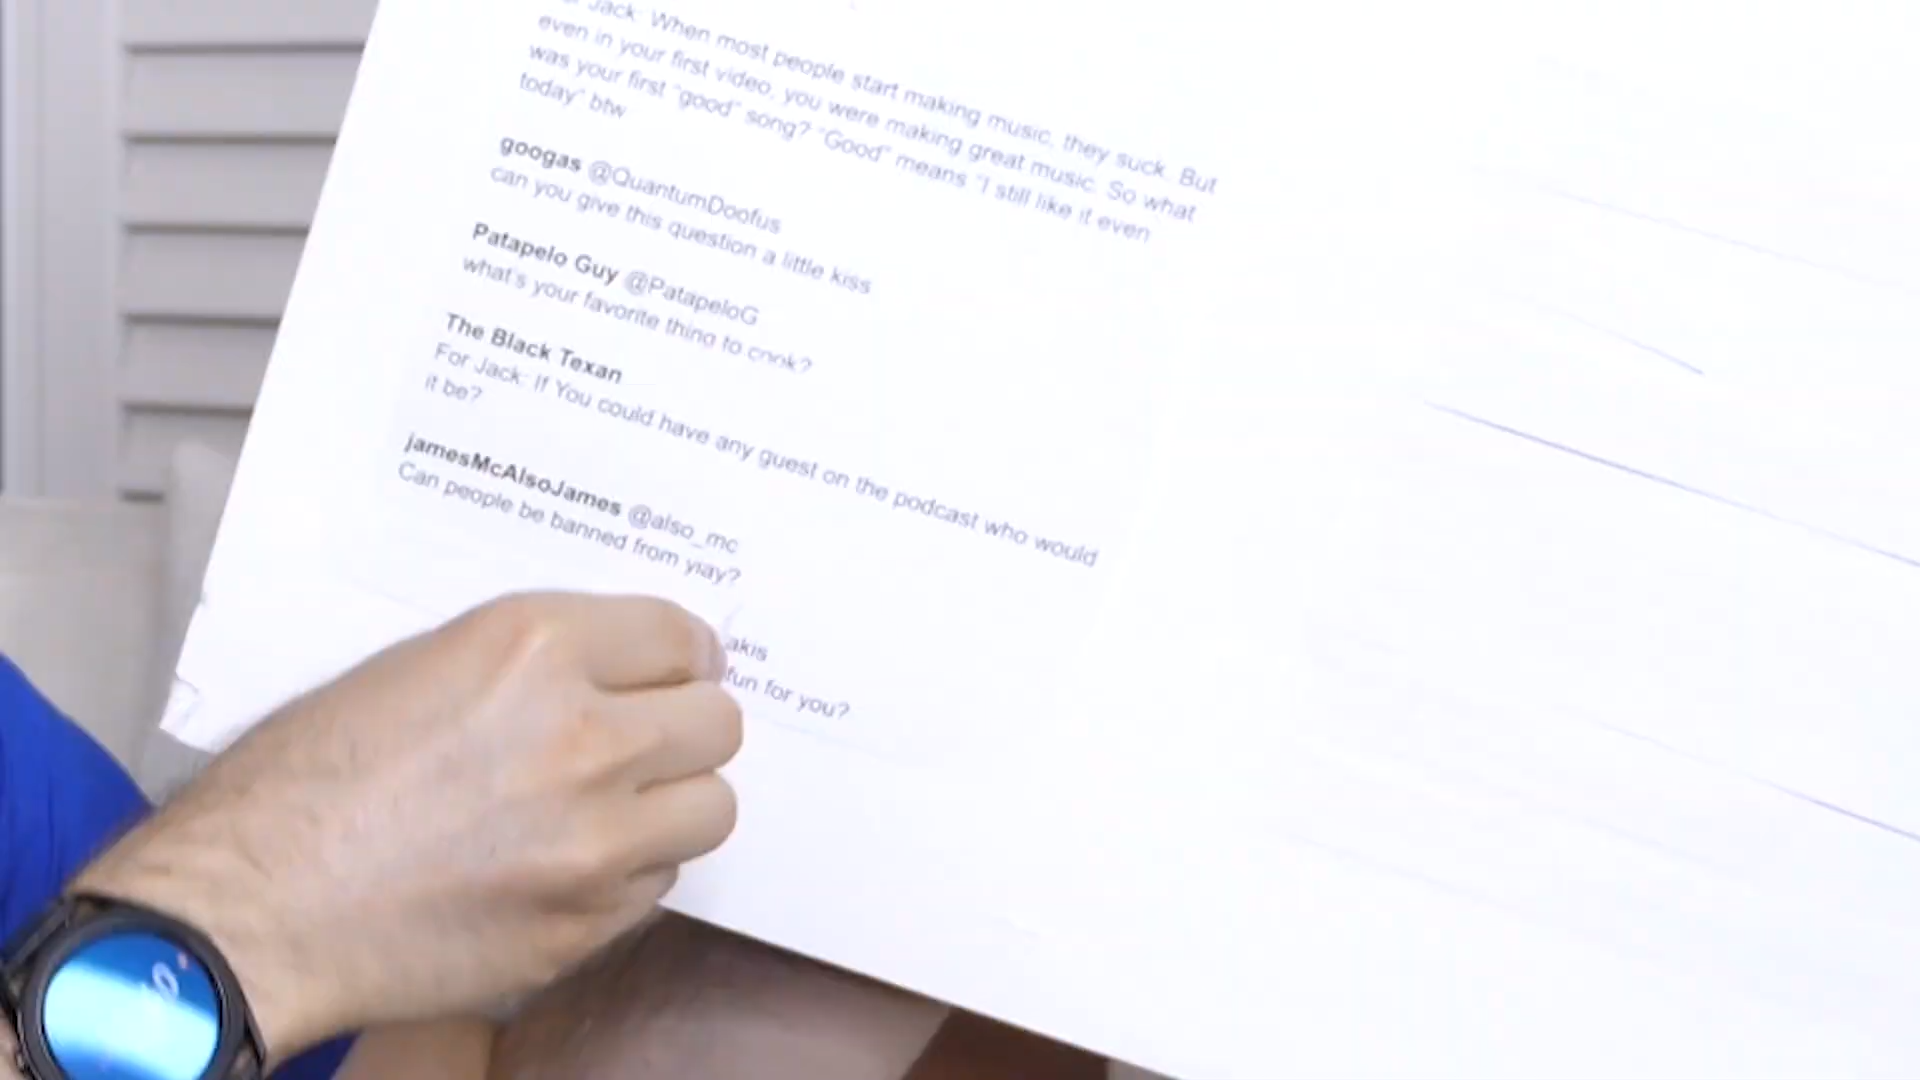 Jack: When most people start making music, they suck. But
even in your first video, you were making great music. So what
was your first "good" song? "Good" means "I still like it even
today" btw
googas @QuantumDoofus
can you give this question a little kiss
Patapelo Guy @PatapeloG
what's your favorite thing to cook?
The Black Texan
For Jack: If You could have any guest on the podcast who would
it be?
jamesMcAlsoJames @also_mc
Can people be banned from yiay?
akis
fun for you?